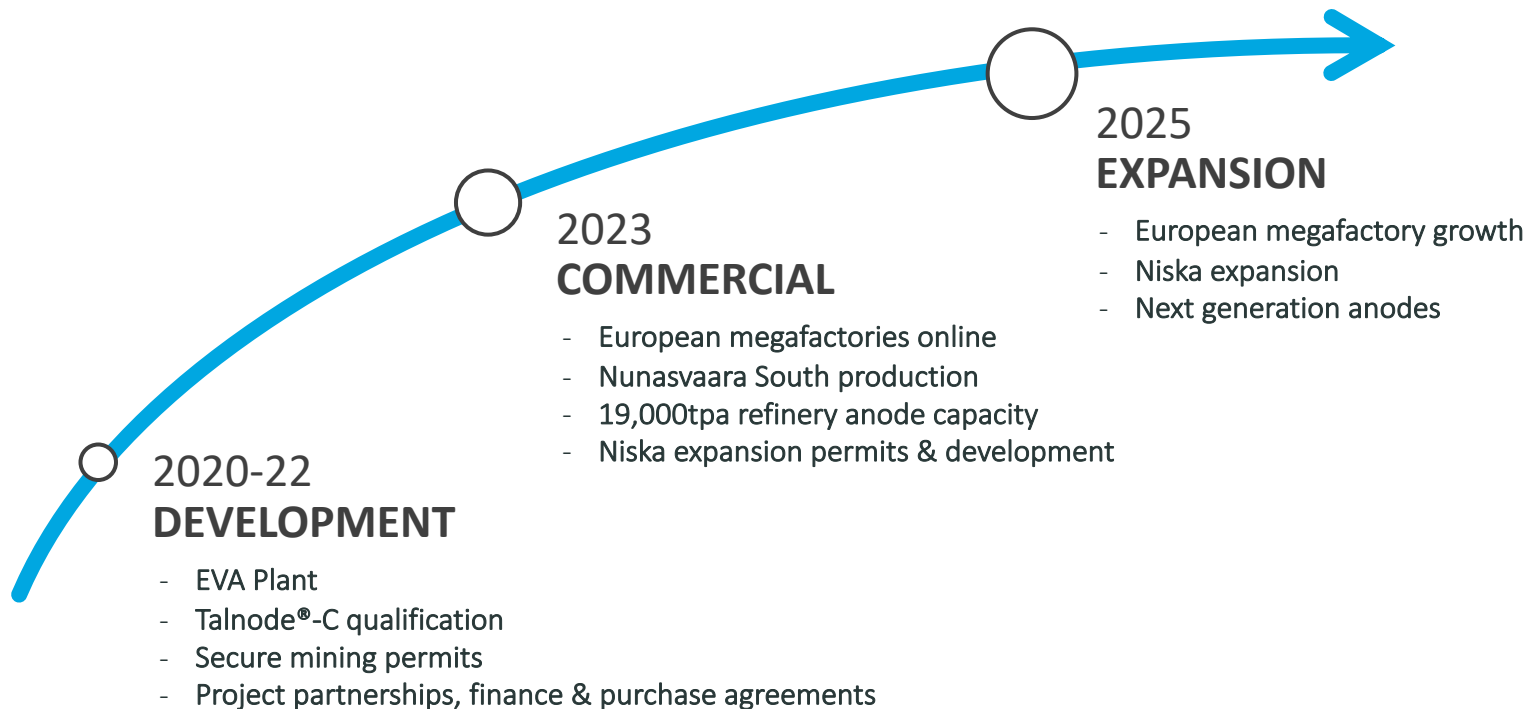 2020-22
DEVELOPMENT
- EVA Plant
- Talnode®-C qualification
- Secure mining permits
- Project partnerships, finance & purchase agreements
2023
COMMERCIAL
- European megafactories online
- Nunasvaara South production
- 19,000tpa refinery anode capacity
- Niska expansion permits & development
2025
EXPANSION
- European megafactory growth
- Niska expansion
- Next generation anodes